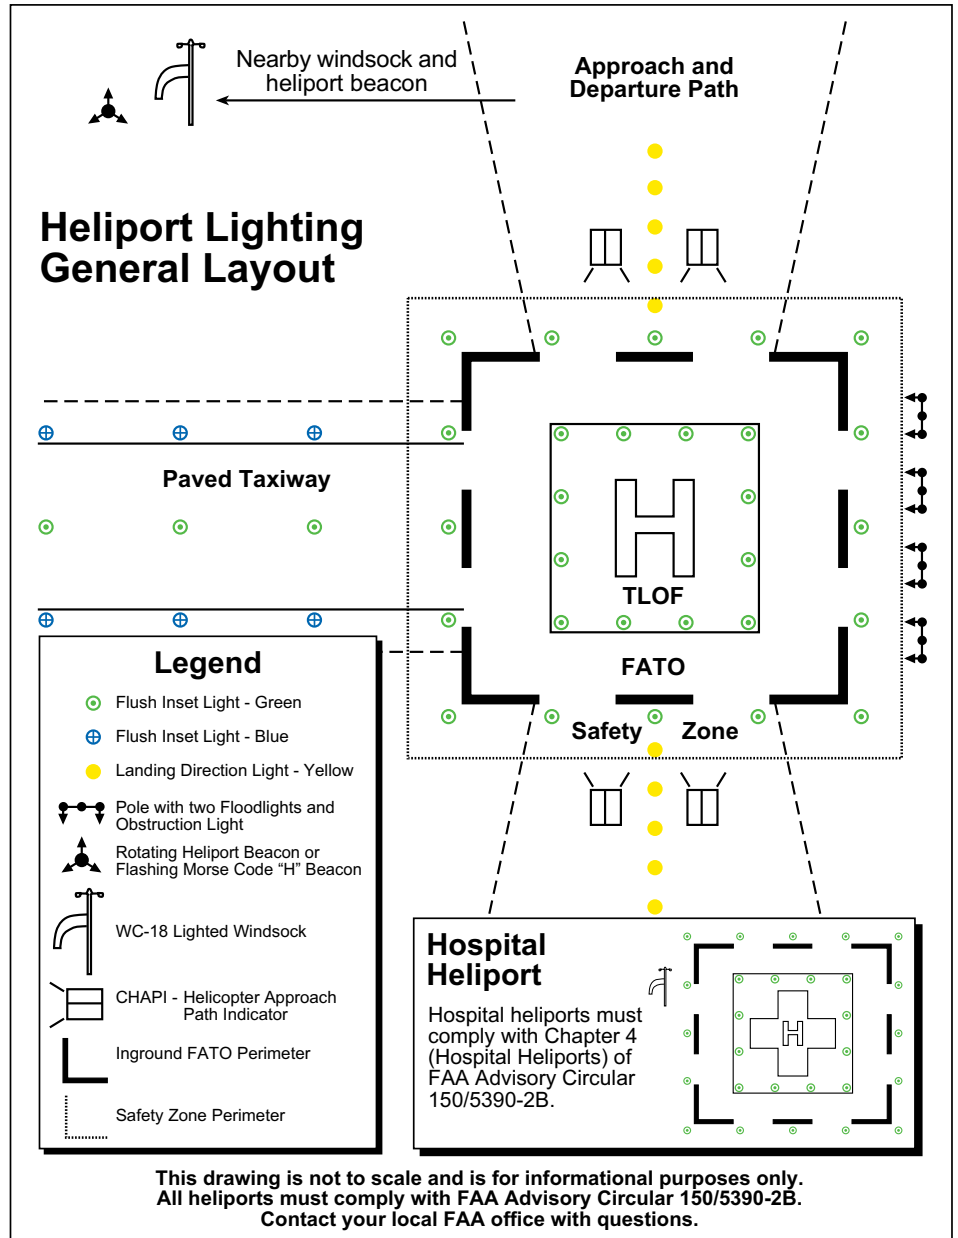 Nearby windsock and
heliport beacon
Approach and
Departure Path
Heliport Lighting
General Layout
Paved Taxiway
H
TLOF
FATO
Safety Zone
Legend
Flush Inset Light - Green
Flush Inset Light - Blue
Landing Direction Light - Yellow
Pole with two Floodlights and
Obstruction Light
Rotating Heliport Beacon or
Flashing Morse Code “H” Beacon
WC-18 Lighted Windsock
CHAPI - Helicopter Approach
Path Indicator
Inground FATO Perimeter
Safety Zone Perimeter
Hospital
Heliport
Hospital heliports must
comply with Chapter 4
(Hospital Heliports) of
FAA Advisory Circular
150/5390-2B.
H
This drawing is not to scale and is for informational purposes only.
All heliports must comply with FAA Advisory Circular 150/5390-2B.
Contact your local FAA office with questions.